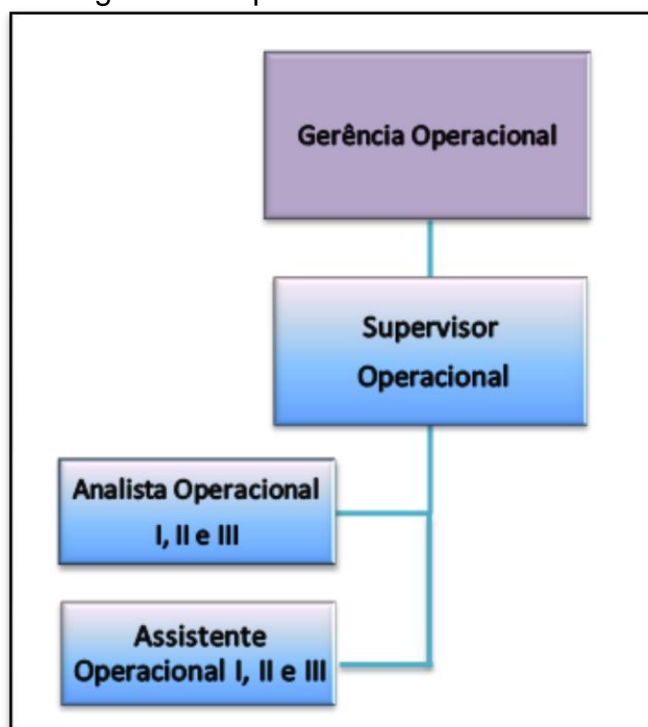 Gerência Operacional
Supervisor
Operacional
Analista Operacional
I, II e III
Assistente
Operacional I, II e III